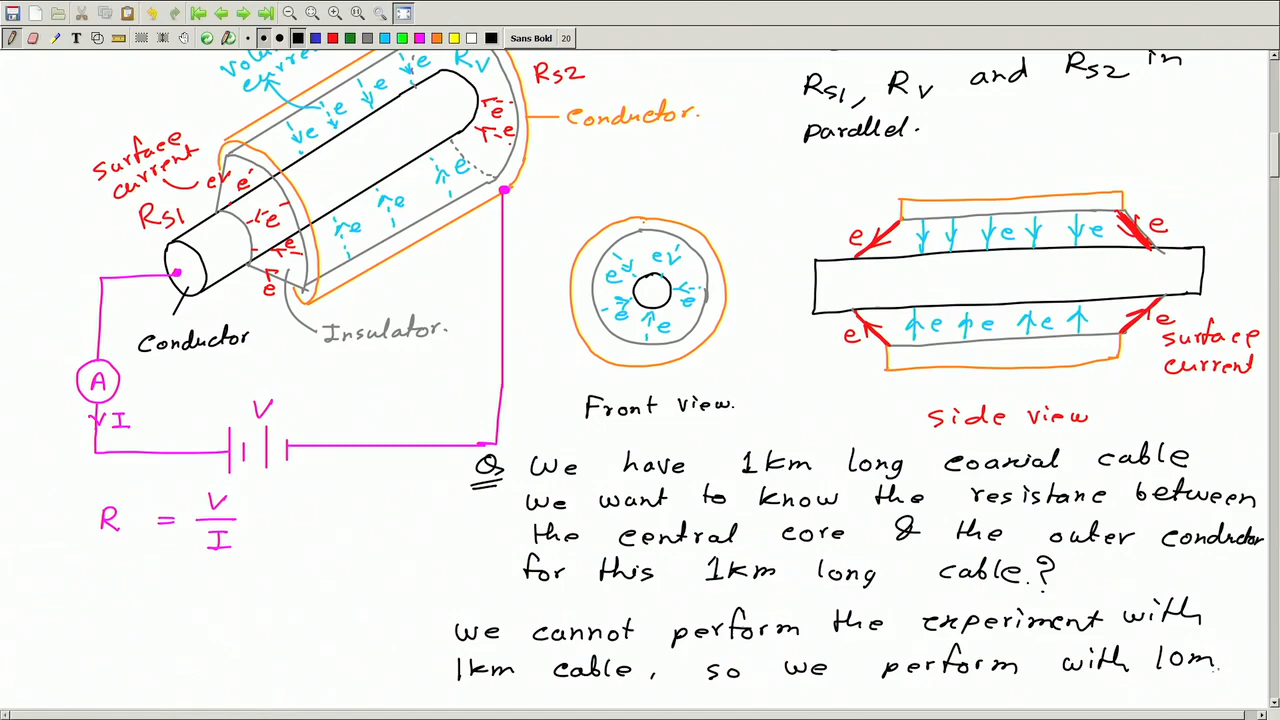 Sans Bold 20
volu
current
Rv
Rs2
Rs1, Rv and Rs2 in
parallel.
Conductor.
surface
current
Rs1
e e e e e e e e e e e
Conductor
Insulator.
A
I
V
R = V
I
e e e e e
Front view.
e e e e e e e e
surface
current
side view
Q We have 1km long coaxial cable
we want to know the resistane between
the central core & the outer conductor
for this 1km long cable.?
we cannot perform the experiment with
1km cable, so we perform with 10m